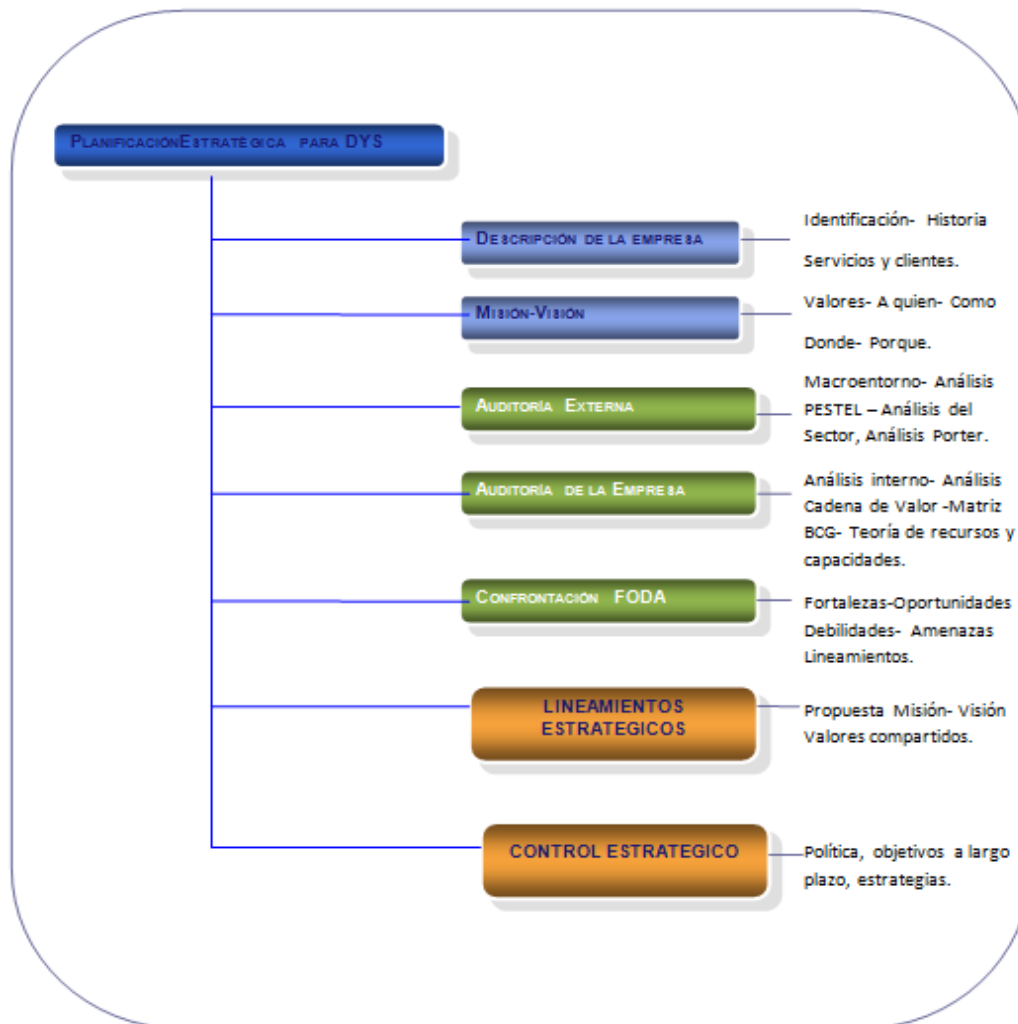 PLANIFICACIÓNESTRATÉGICA PARA DYS
DESCRIPCIÓN DE LA EMPRESA
Identificación- Historia
Servicios y clientes.
MISIÓN-VISIÓN
Valores- A quien- Como
Donde- Porque.
AUDITORÍA EXTERNA
Macroentorno- Análisis
PESTEL – Análisis del
Sector, Análisis Porter.
AUDITORÍA DE LA EMPRESA
Análisis interno- Análisis
Cadena de Valor -Matriz
BCG- Teoría de recursos y
capacidades.
CONFRONTACIÓN FODA
Fortalezas-Oportunidades
Debilidades- Amenazas
Lineamientos.
LINEAMIENTOS
ESTRATEGICOS
Propuesta Misión- Visión
Valores compartidos.
CONTROL ESTRATEGICO
Política, objetivos a largo
plazo, estrategias.